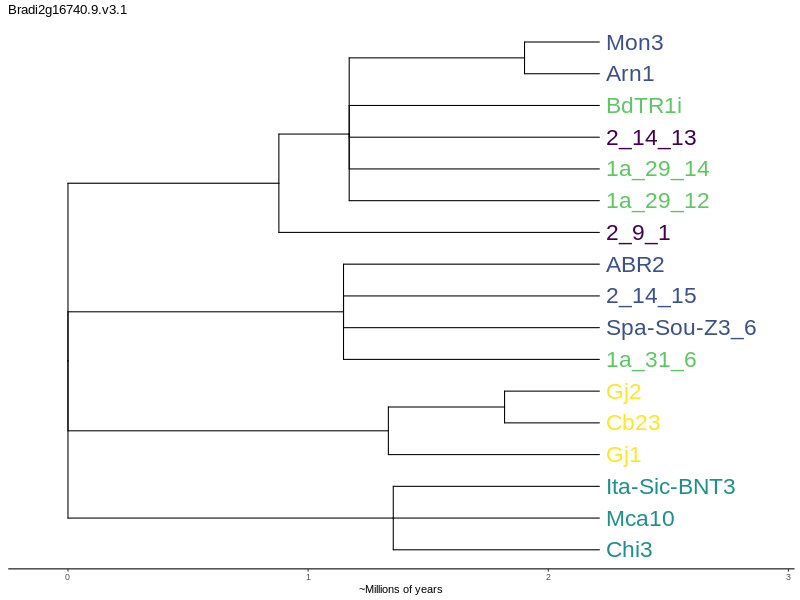 Bradi2g16740.9.v3.1
Mon3
Arn1
BdTR1i
2_14_13
1a_29_14
1a_29_12
2_9_1
ABR2
2_14_15
Spa-Sou-Z3_6
1a_31_6
Gj2
Cb23
Gj1
Ita-Sic-BNT3
Mca10
Chi3
0 1 2 3
~Millions of years